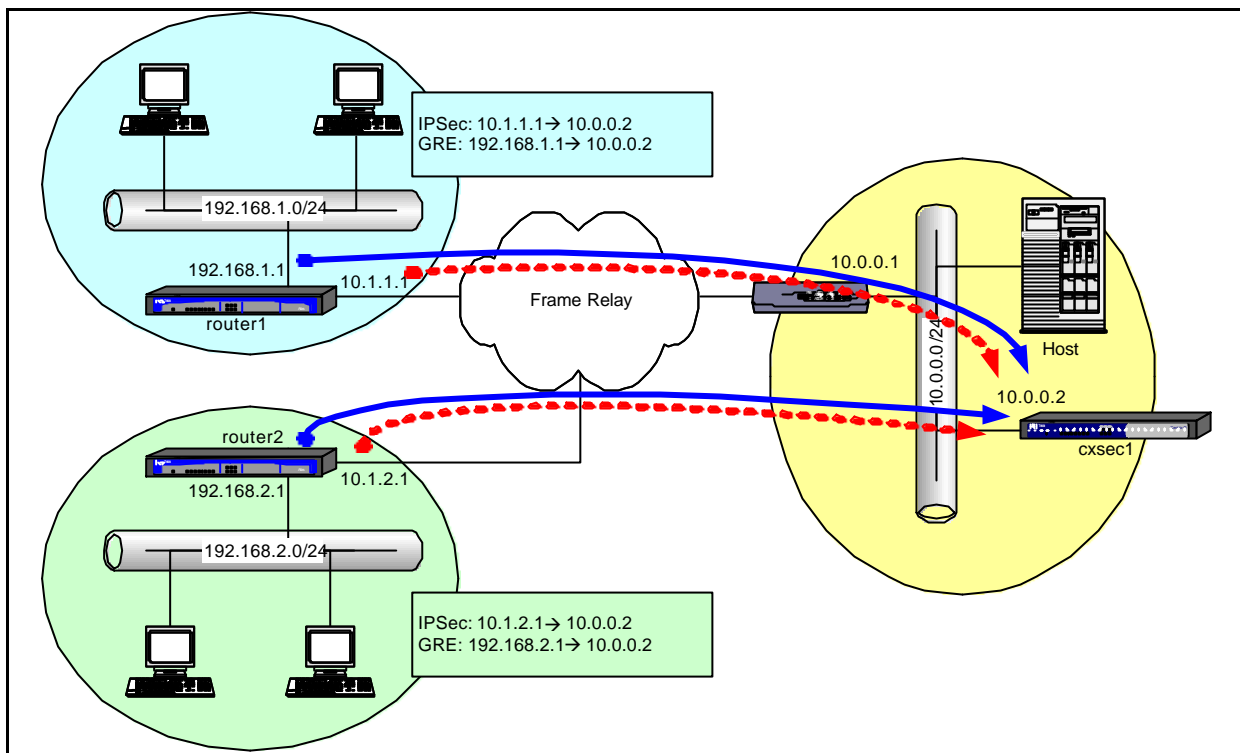 IPSec: 10.1.1.1→ 10.0.0.2
GRE: 192.168.1.1→ 10.0.0.2
192.168.1.0/24
192.168.1.1
10.1.1.1
router1
Frame Relay
10.0.0.1
10.0.0.0/24
Host
10.0.0.2
cxsec1
router2
10.1.2.1
192.168.2.1
192.168.2.0/24
IPSec: 10.1.2.1→ 10.0.0.2
GRE: 192.168.2.1→ 10.0.0.2